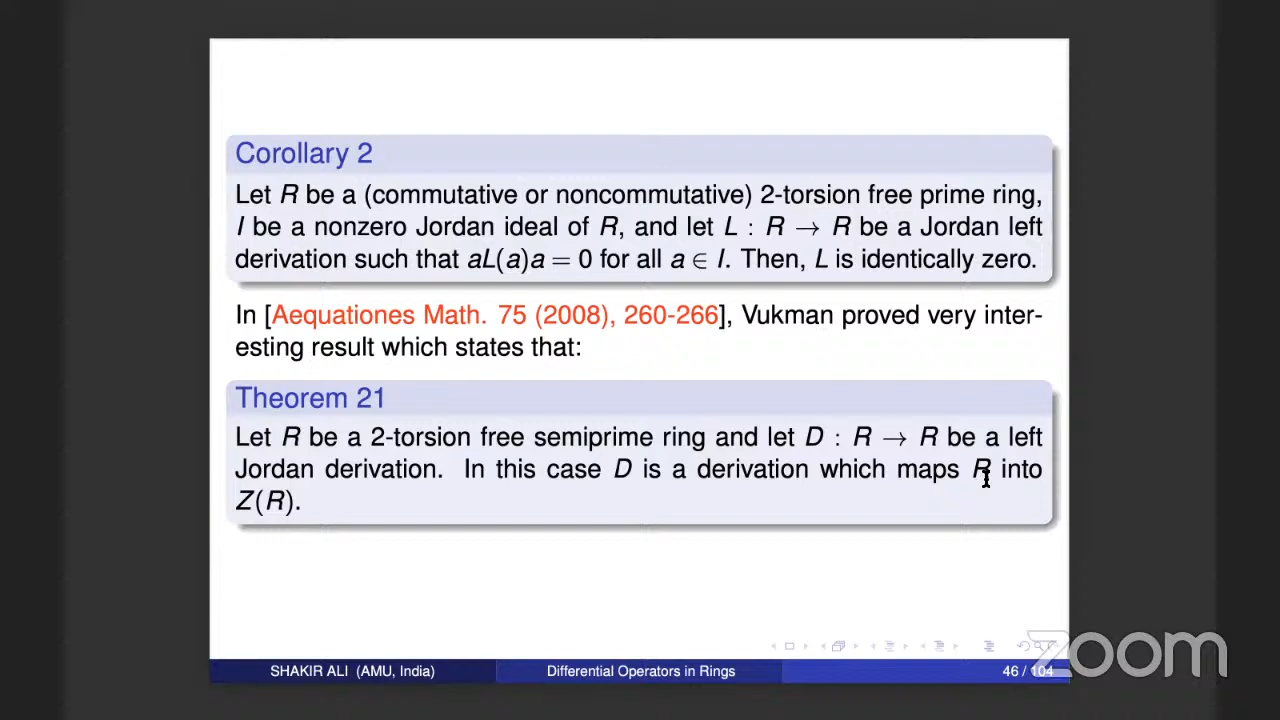 Corollary 2
Let R be a (commutative or noncommutative) 2-torsion free prime ring,
I be a nonzero Jordan ideal of R, and let L : R → R be a Jordan left
derivation such that aL(a)a = 0 for all a ∈ I. Then, L is identically zero.
In [Aequationes Math. 75 (2008), 260-266], Vukman proved very inter-
esting result which states that:
Theorem 21
Let R be a 2-torsion free semiprime ring and let D : R → R be a left
Jordan derivation. In this case D is a derivation which maps R into
Z(R).
SHAKIR ALI (AMU, India) Differential Operators in Rings 46 / 104
zoom